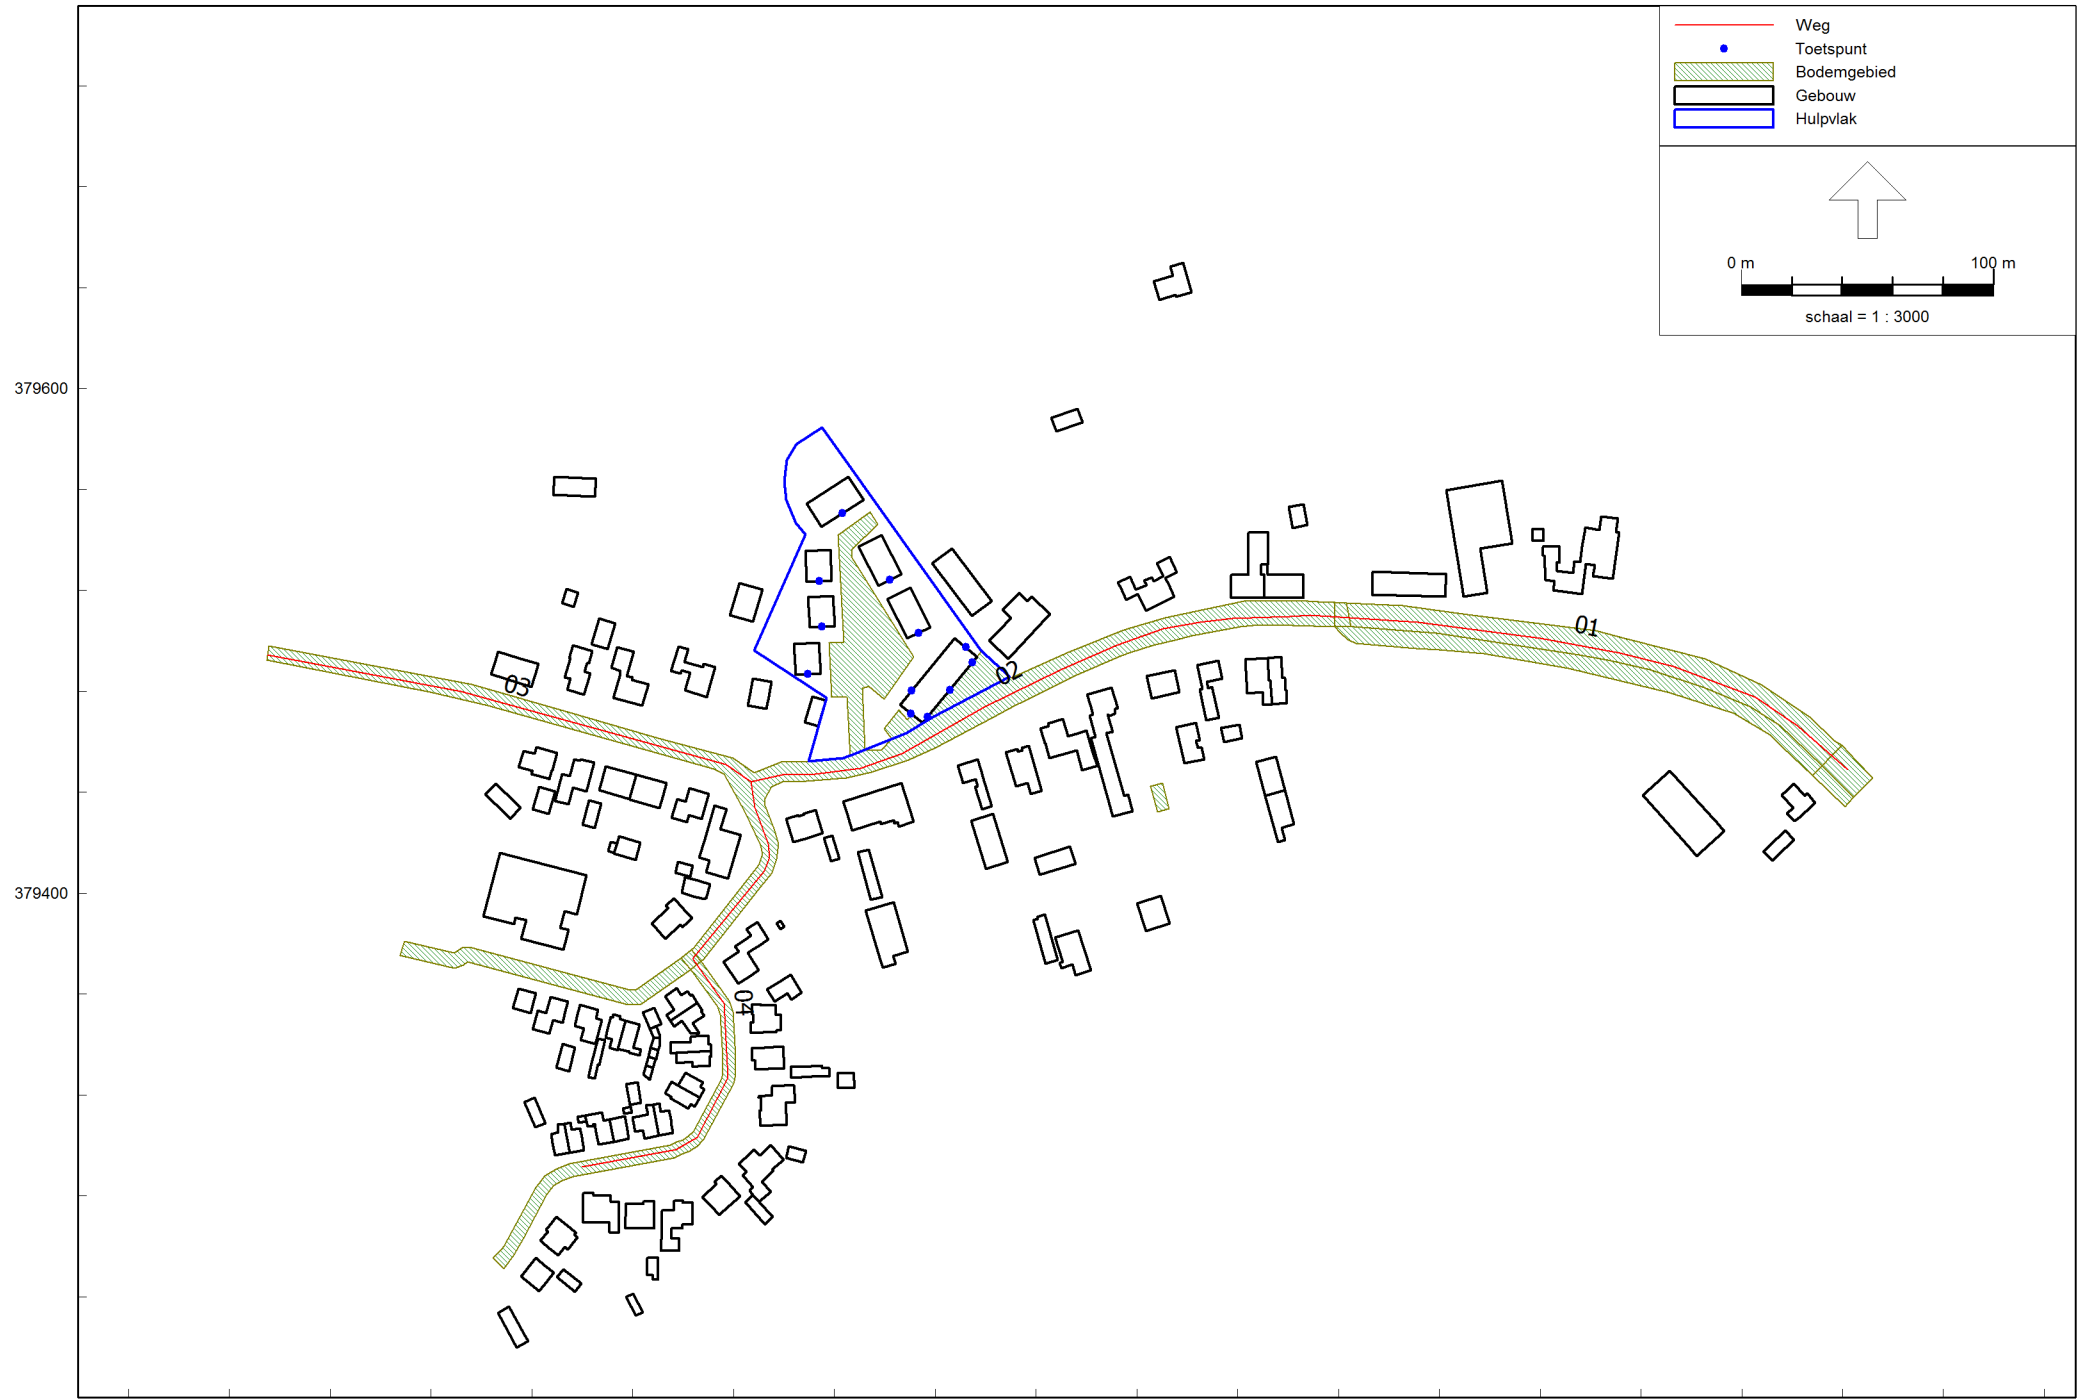 Weg
Toetspunt
Bodemgebied
Gebouw
Hulpvlak
0 m 100 m
schaal = 1 : 3000
379600
01
02
03
379400
04